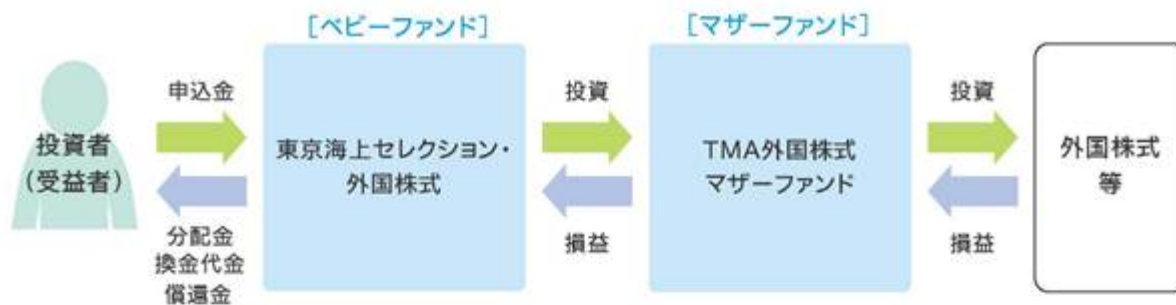 ［ベビーファンド］
［マザーファンド］
申込金
投資
投資
投資者
（受益者）
東京海上セレクション・
外国株式
TMA外国株式
マザーファンド
外国株式
等
分配金
換金代金
償還金
損益
損益